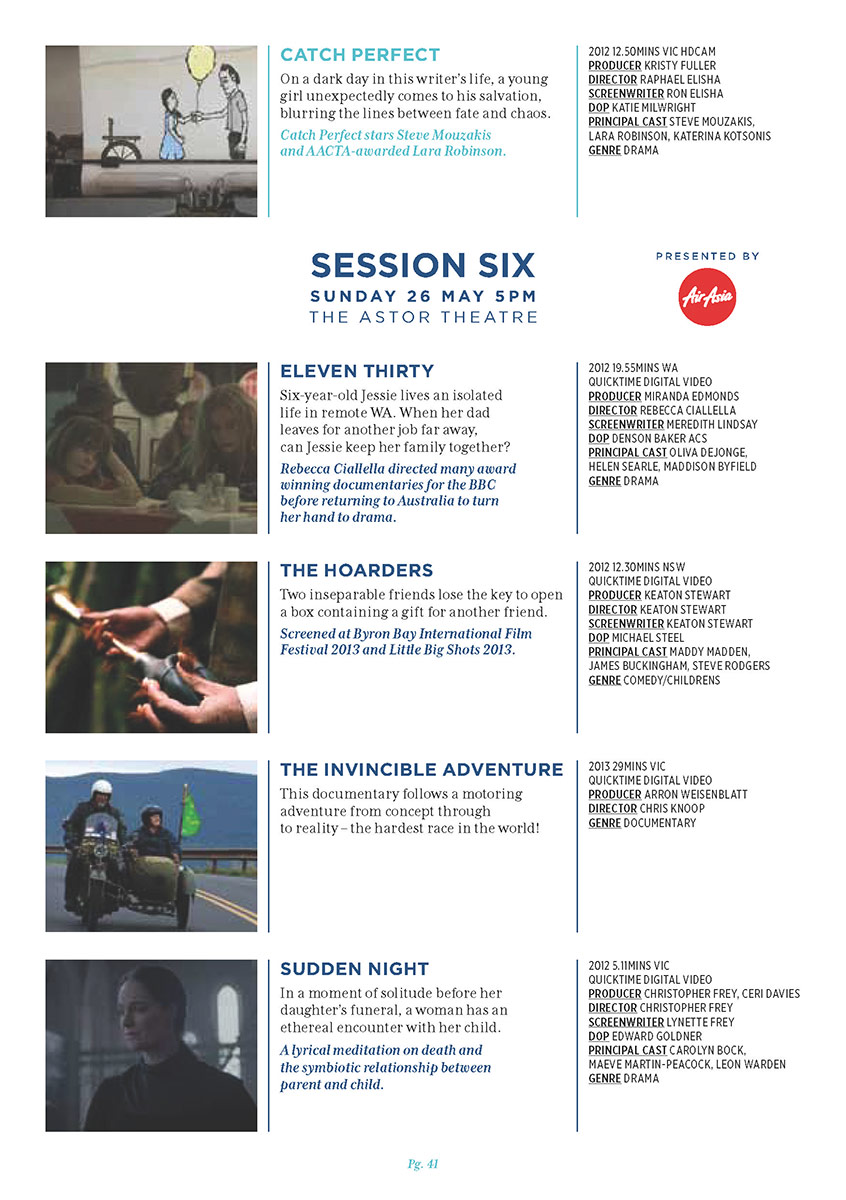 CATCH PERFECT
On a dark day in this writer's life, a young
girl unexpectedly comes to his salvation,
blurring the lines between fate and chaos.
Catch Perfect stars Steve Mouzakis
and AACTA-awarded Lara Robinson.
2012 12.50MINS VIC HDCAM
PRODUCER KRISTY FULLER
DIRECTOR RAPHAEL ELISHA
SCREENWRITER RON ELISHA
DOP KATIE MILWRIGHT
PRINCIPAL CAST STEVE MOUZAKIS,
LARA ROBINSON, KATERINA KOTSONIS
GENRE DRAMA
SESSION SIX
SUNDAY 26 MAY 5PM
THE ASTOR THEATRE
PRESENTED BY
AirAsia
ELEVEN THIRTY
Six-year-old Jessie lives an isolated
life in remote WA. When her dad
leaves for another job far away,
can Jessie keep her family together?
Rebecca Ciallella directed many award
winning documentaries for the BBC
before returning to Australia to turn
her hand to drama.
2012 19.55MINS WA
QUICKTIME DIGITAL VIDEO
PRODUCER MIRANDA EDMONDS
DIRECTOR REBECCA CIALLELLA
SCREENWRITER MEREDITH LINDSAY
DOP DENSON BAKER ACS
PRINCIPAL CAST OLIVA DEJONGE,
HELEN SEARLE, MADDISON BYFIELD
GENRE DRAMA
THE HOARDERS
Two inseparable friends lose the key to open
a box containing a gift for another friend.
Screened at Byron Bay International Film
Festival 2013 and Little Big Shots 2013.
2012 12.30MINS NSW
QUICKTIME DIGITAL VIDEO
PRODUCER KEATON STEWART
DIRECTOR KEATON STEWART
SCREENWRITER KEATON STEWART
DOP MICHAEL STEEL
PRINCIPAL CAST MADDY MADDEN,
JAMES BUCKINGHAM, STEVE RODGERS
GENRE COMEDY/CHILDRENS
THE INVINCIBLE ADVENTURE
This documentary follows a motoring
adventure from concept through
to reality – the hardest race in the world!
2013 29MINS VIC
QUICKTIME DIGITAL VIDEO
PRODUCER ARRON WEISENBLATT
DIRECTOR CHRIS KNOOP
GENRE DOCUMENTARY
SUDDEN NIGHT
In a moment of solitude before her
daughter's funeral, a woman has an
ethereal encounter with her child.
A lyrical meditation on death and
the symbiotic relationship between
parent and child.
2012 5.11MINS VIC
QUICKTIME DIGITAL VIDEO
PRODUCER CHRISTOPHER FREY, CERI DAVIES
DIRECTOR CHRISTOPHER FREY
SCREENWRITER LYNETTE FREY
DOP EDWARD GOLDNER
PRINCIPAL CAST CAROLYN BOCK,
MAEVE MARTIN-PEACOCK, LEON WARDEN
GENRE DRAMA
Pg. 41